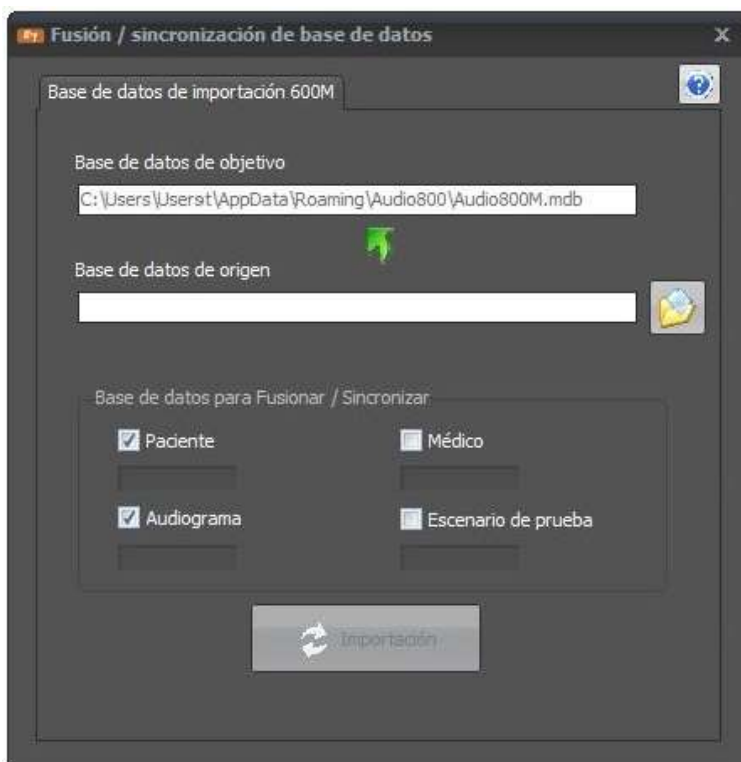 Fusión / sincronización de base de datos
Base de datos de importación 600M
Base de datos de objetivo
C:\Users\Userst\AppData\Roaming\Audio800\Audio800M.mdb
Base de datos de origen
Base de datos para Fusionar / Sincronizar
Paciente Médico
Audiograma Escenario de prueba
Importación